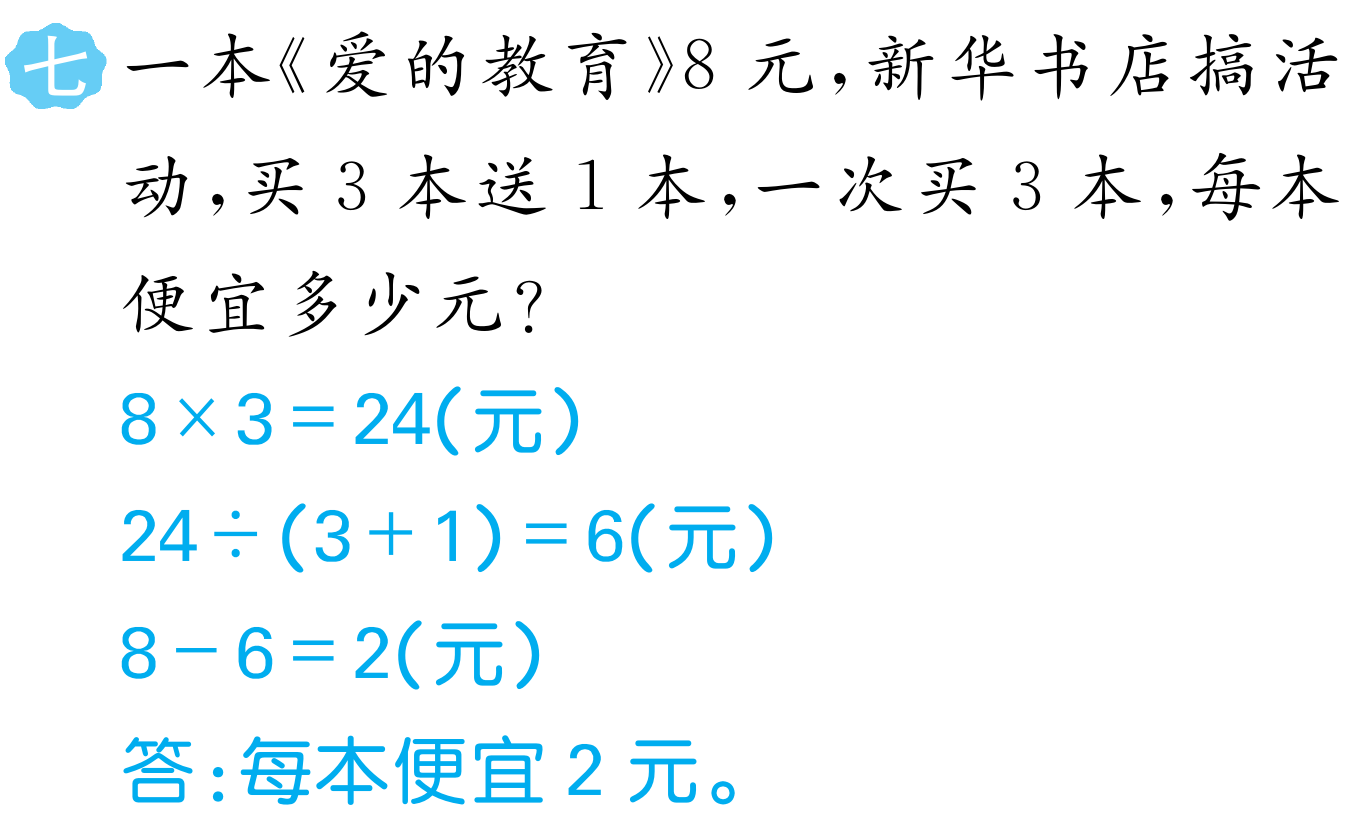 七 一本《爱的教育》8 元,新华书店搞活
动,买 3 本送 1 本,一次买 3 本,每本
便宜多少元?
8×3=24(元)
24÷(3+1)=6(元)
8-6=2(元)
答:每本便宜 2 元。